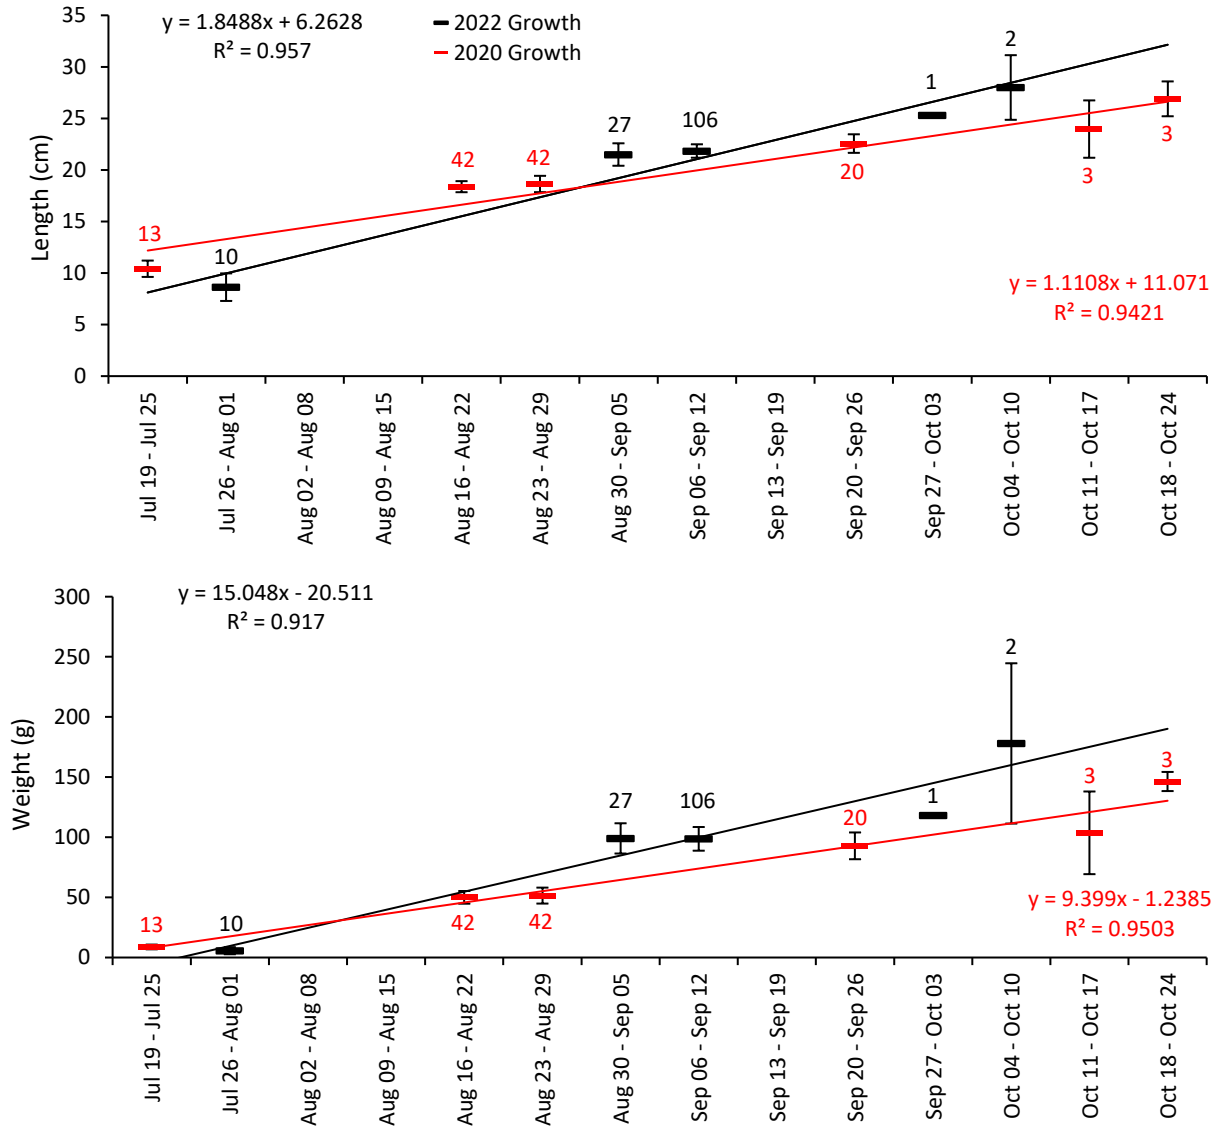 y = 1.8488x + 6.2628
R² = 0.957
2022 Growth
2020 Growth
Length (cm)
35
30
25
20
15
10
5
0
13
10
42
42
27
106
20
1
2
3
3
y = 1.1108x + 11.071
R² = 0.9421
Jul 19 - Jul 25
Jul 26 - Aug 01
Aug 02 - Aug 08
Aug 09 - Aug 15
Aug 16 - Aug 22
Aug 23 - Aug 29
Aug 30 - Sep 05
Sep 06 - Sep 12
Sep 13 - Sep 19
Sep 20 - Sep 26
Sep 27 - Oct 03
Oct 04 - Oct 10
Oct 11 - Oct 17
Oct 18 - Oct 24
y = 15.048x - 20.511
R² = 0.917
Weight (g)
300
250
200
150
100
50
0
13
10
42
42
27
106
20
1
2
3
3
y = 9.399x - 1.2385
R² = 0.9503
Jul 19 - Jul 25
Jul 26 - Aug 01
Aug 02 - Aug 08
Aug 09 - Aug 15
Aug 16 - Aug 22
Aug 23 - Aug 29
Aug 30 - Sep 05
Sep 06 - Sep 12
Sep 13 - Sep 19
Sep 20 - Sep 26
Sep 27 - Oct 03
Oct 04 - Oct 10
Oct 11 - Oct 17
Oct 18 - Oct 24